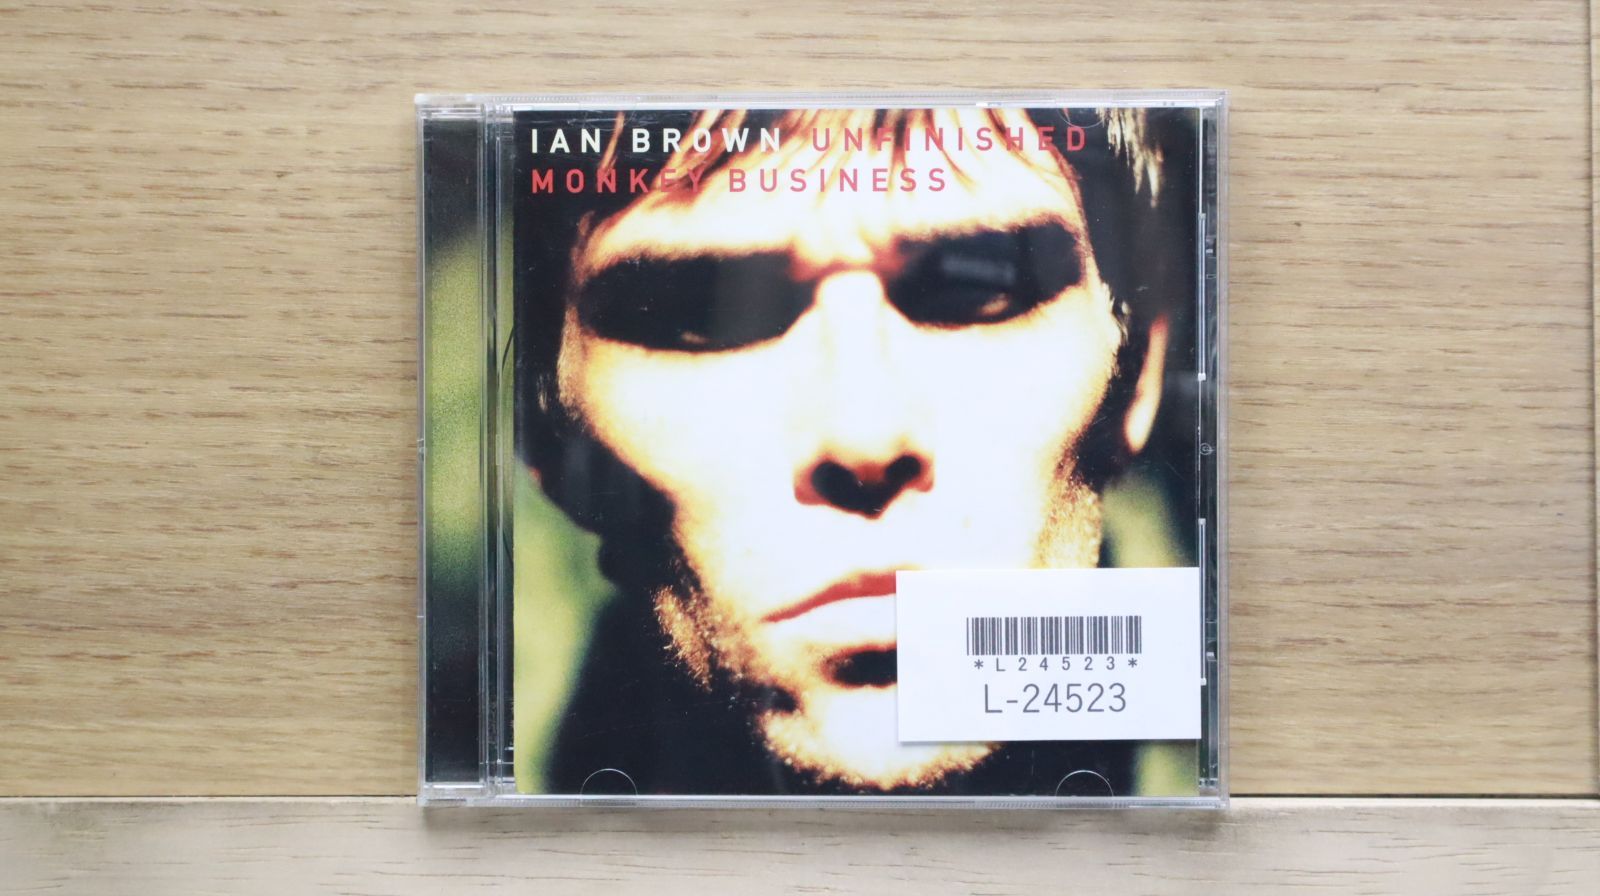 IAN BROWN UNFINISHED
MONKEY BUSINESS
*L24523*
L-24523